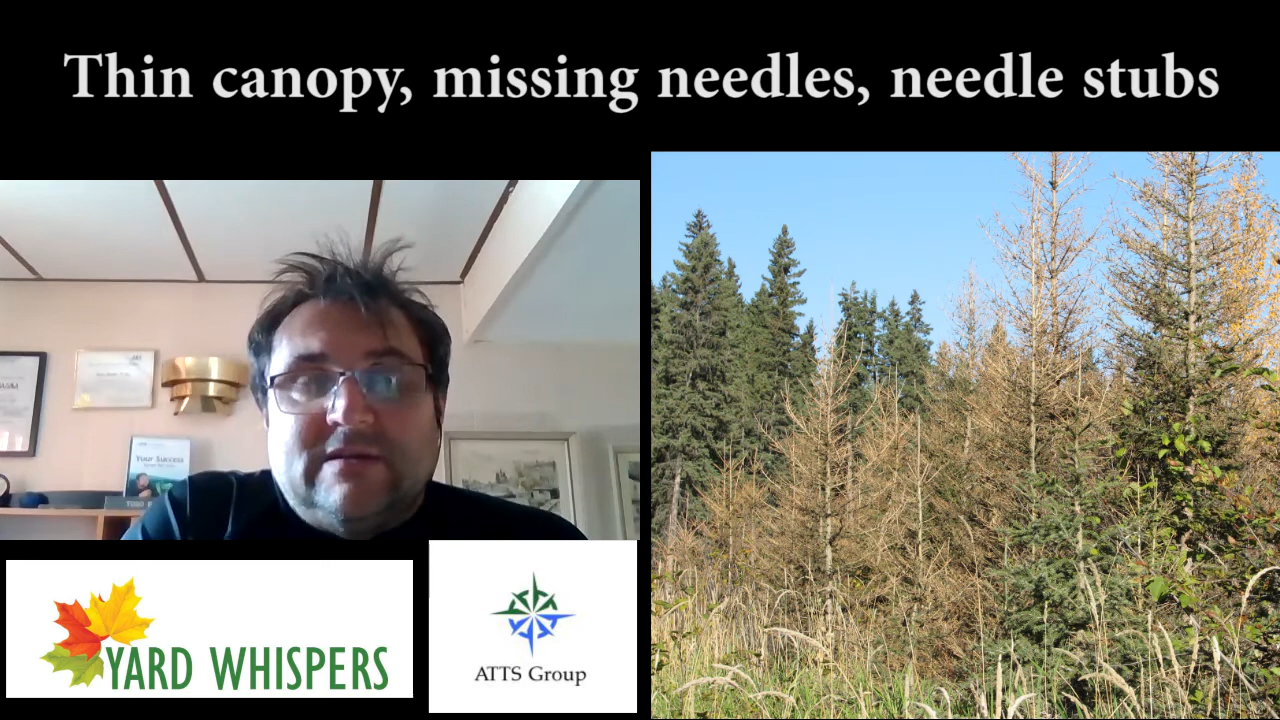 Thin canopy, missing needles, needle stubs
Your Success
YARD WHISPERS
ATTS Group